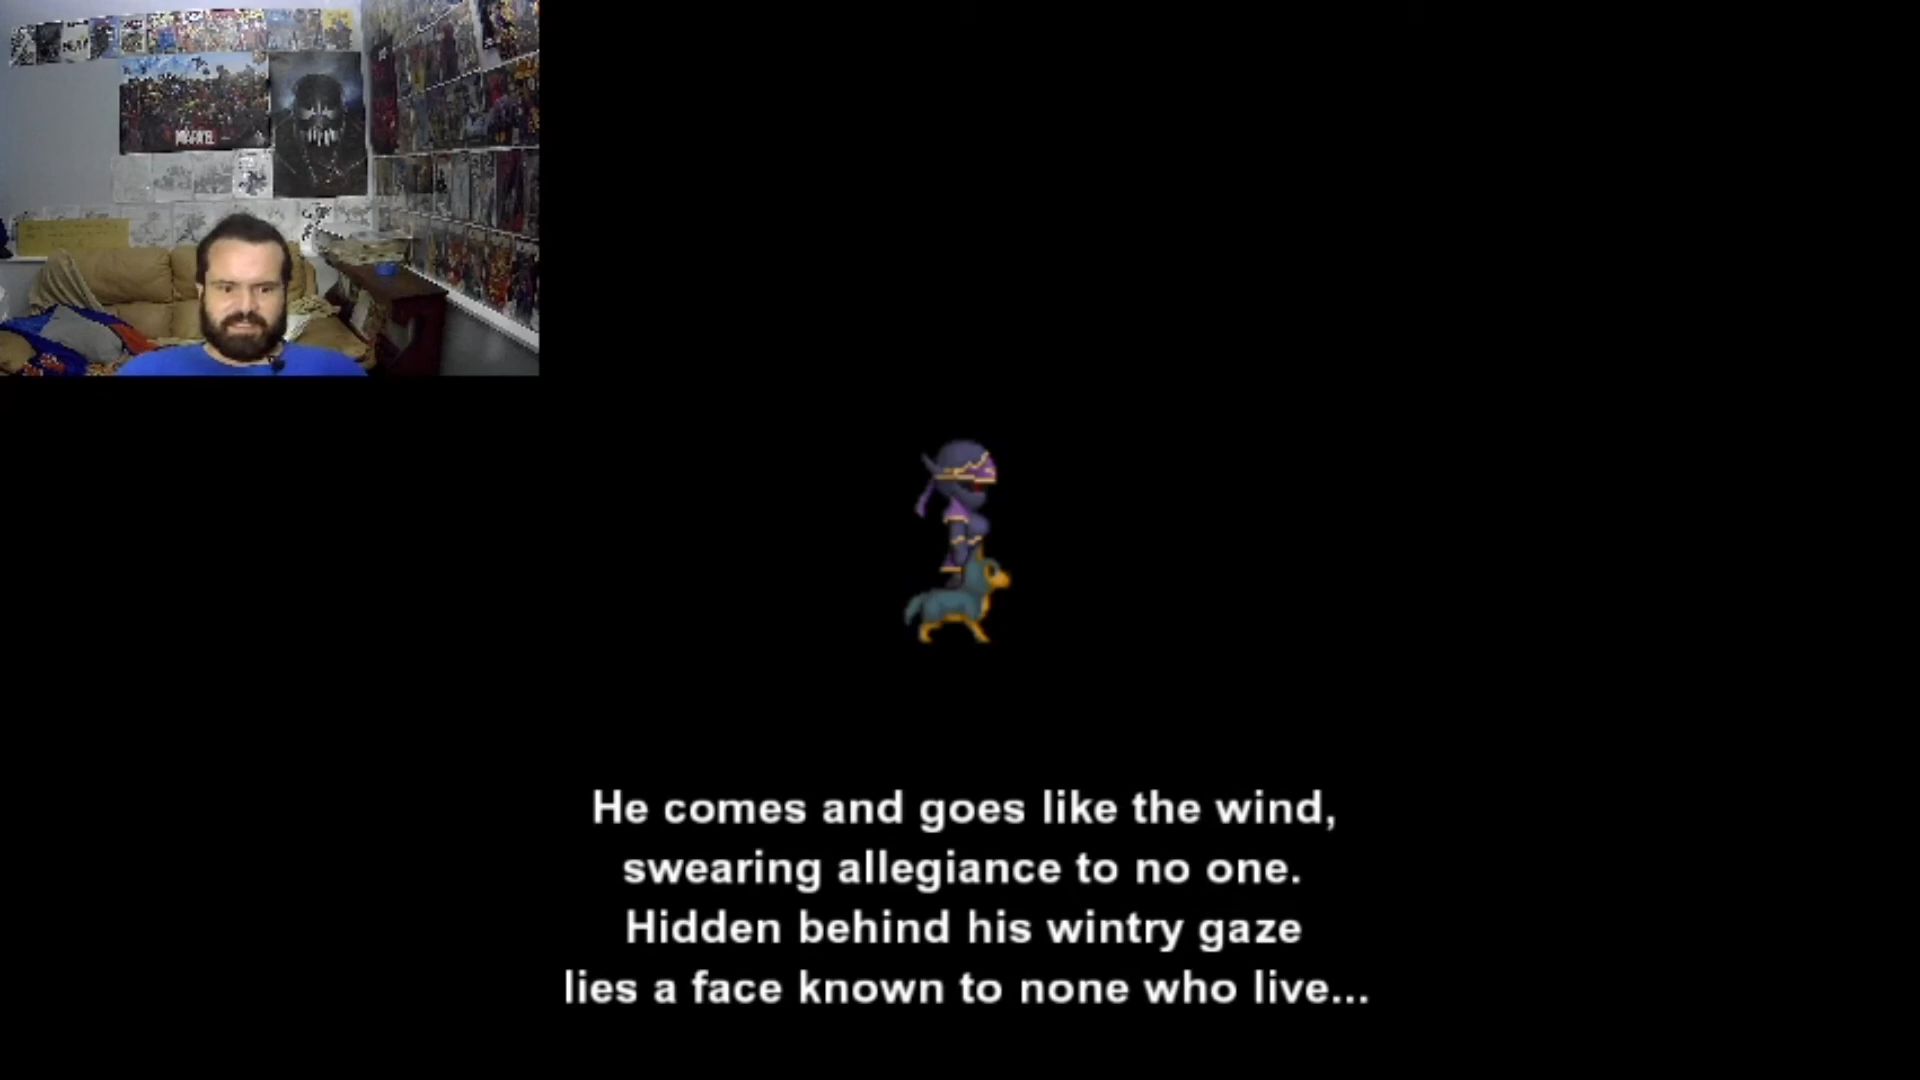 MARVEL
He comes and goes like the wind,
swearing allegiance to no one.
Hidden behind his wintry gaze
lies a face known to none who live...